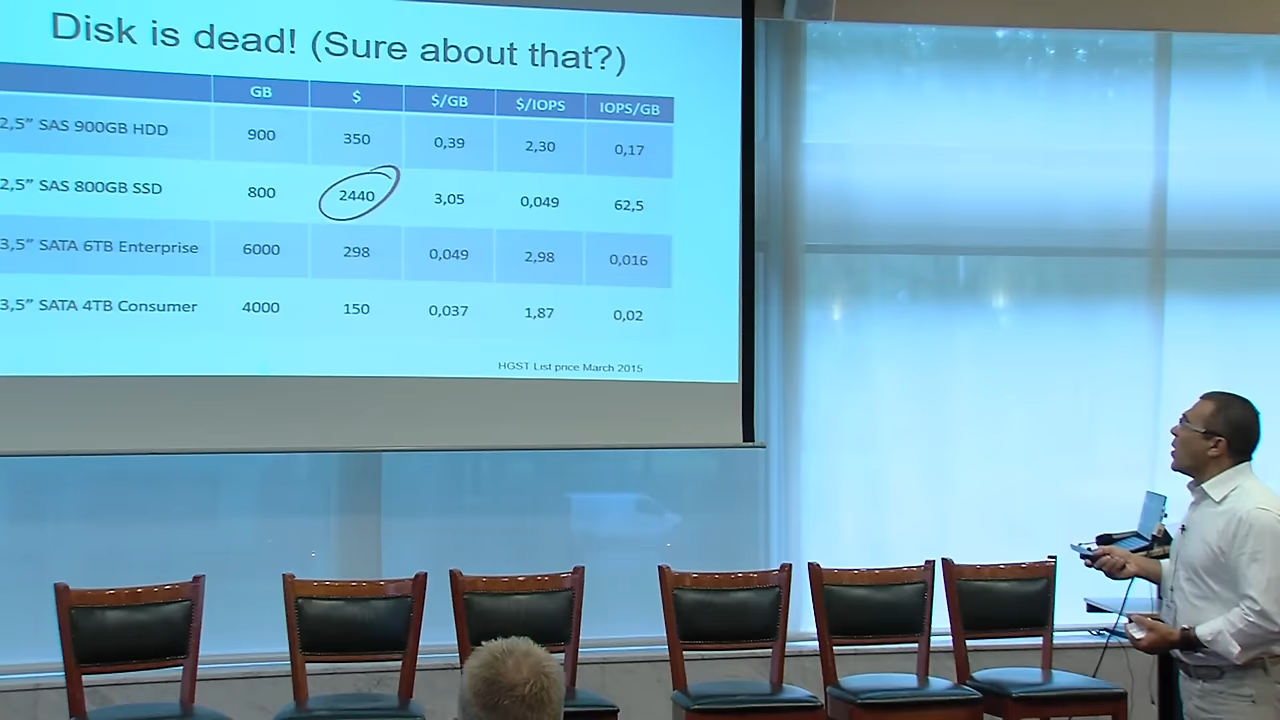 Disk is dead! (Sure about that?)
GB $ $/GB $/IOPS IOPS/GB
2,5” SAS 900GB HDD 900 350 0,39 2,30 0,17
2,5” SAS 800GB SSD 800 2440 3,05 0,049 62,5
3,5” SATA 6TB Enterprise 6000 298 0,049 2,98 0,016
3,5” SATA 4TB Consumer 4000 150 0,037 1,87 0,02
HGST List price March 2015